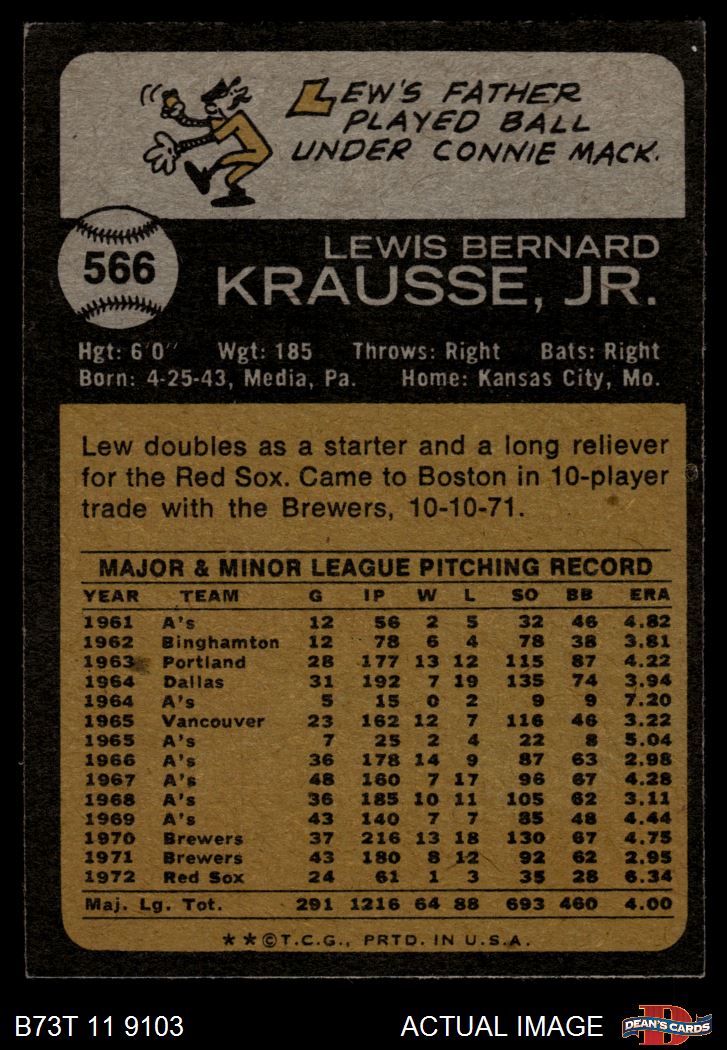 LEW'S FATHER
PLAYED BALL
UNDER CONNIE MACK.
566
LEWIS BERNARD
KRAUSSE, JR.
Hgt: 6'0" Wgt: 185 Throws: Right Bats: Right
Born: 4-25-43, Media, Pa. Home: Kansas City, Mo.
Lew doubles as a starter and a long reliever
for the Red Sox. Came to Boston in 10-player
trade with the Brewers, 10-10-71.
MAJOR & MINOR LEAGUE PITCHING RECORD
YEAR TEAM G IP W L SO BB ERA
1961 A's 12 56 2 5 32 46 4.82
1962 Binghamton 12 78 6 4 78 38 3.81
1963 Portland 28 177 13 12 115 87 4.22
1964 Dallas 31 192 7 19 135 74 3.94
1964 A's 5 15 0 2 9 9 7.20
1965 Vancouver 23 162 12 7 116 46 3.22
1965 A's 7 25 2 4 22 8 5.04
1966 A's 36 178 14 9 87 63 2.98
1967 A's 48 160 7 17 96 67 4.28
1968 A's 36 185 10 11 105 62 3.11
1969 A's 43 140 7 7 85 48 4.44
1970 Brewers 37 216 13 18 130 67 4.75
1971 Brewers 43 180 8 12 92 62 2.95
1972 Red Sox 24 61 1 3 35 28 6.34
Maj. Lg. Tot. 291 1216 64 88 693 460 4.00
★ ★ © T.C.G., PRTD. IN U.S.A.
B73T 11 9103 ACTUAL IMAGE D DEAN'S CARDS